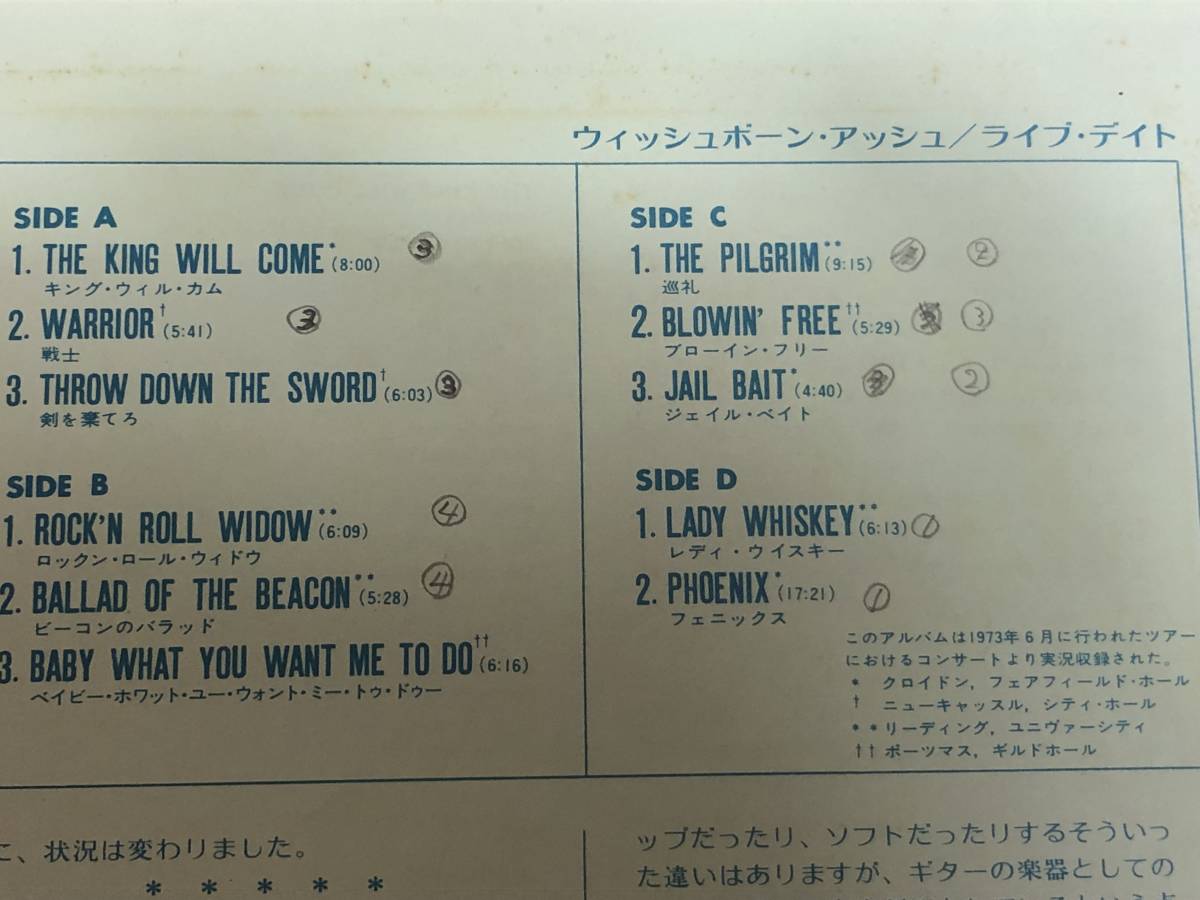 ウィッシュボーン・アッシュ/ライブ・デイト
SIDE A
1. THE KING WILL COME* (8:00) ③
キング・ウィル・カム
2. WARRIOR† (5:41) ③
戦士
3. THROW DOWN THE SWORD† (6:03) ③
剣を棄てろ
SIDE B
1. ROCK'N ROLL WIDOW** (6:09) ④
ロックン・ロール・ウィドウ
2. BALLAD OF THE BEACON** (5:28) ④
ビーコンのバラッド
3. BABY WHAT YOU WANT ME TO DO†† (6:16)
ベイビー・ホワット・ユー・ウォント・ミー・トゥ・ドゥー
SIDE C
1. THE PILGRIM** (9:15) ②
巡礼
2. BLOWIN' FREE†† (5:29) ③
ブローイン・フリー
3. JAIL BAIT* (4:40) ②
ジェイル・ベイト
SIDE D
1. LADY WHISKEY** (6:13) ①
レディ・ウイスキー
2. PHOENIX* (17:21) ①
フェニックス
このアルバムは1973年6月に行われたツアー
におけるコンサートより実況収録された。
* クロイドン, フェアフィールド・ホール
† ニューキャッスル, シティ・ホール
** リーディング, ユニヴァーシティ
†† ポーツマス, ギルドホール
に、状況は変わりました。
* * * * *
ップだったり、ソフトだったりするそういっ
た違いはありますが、ギターの楽器としての